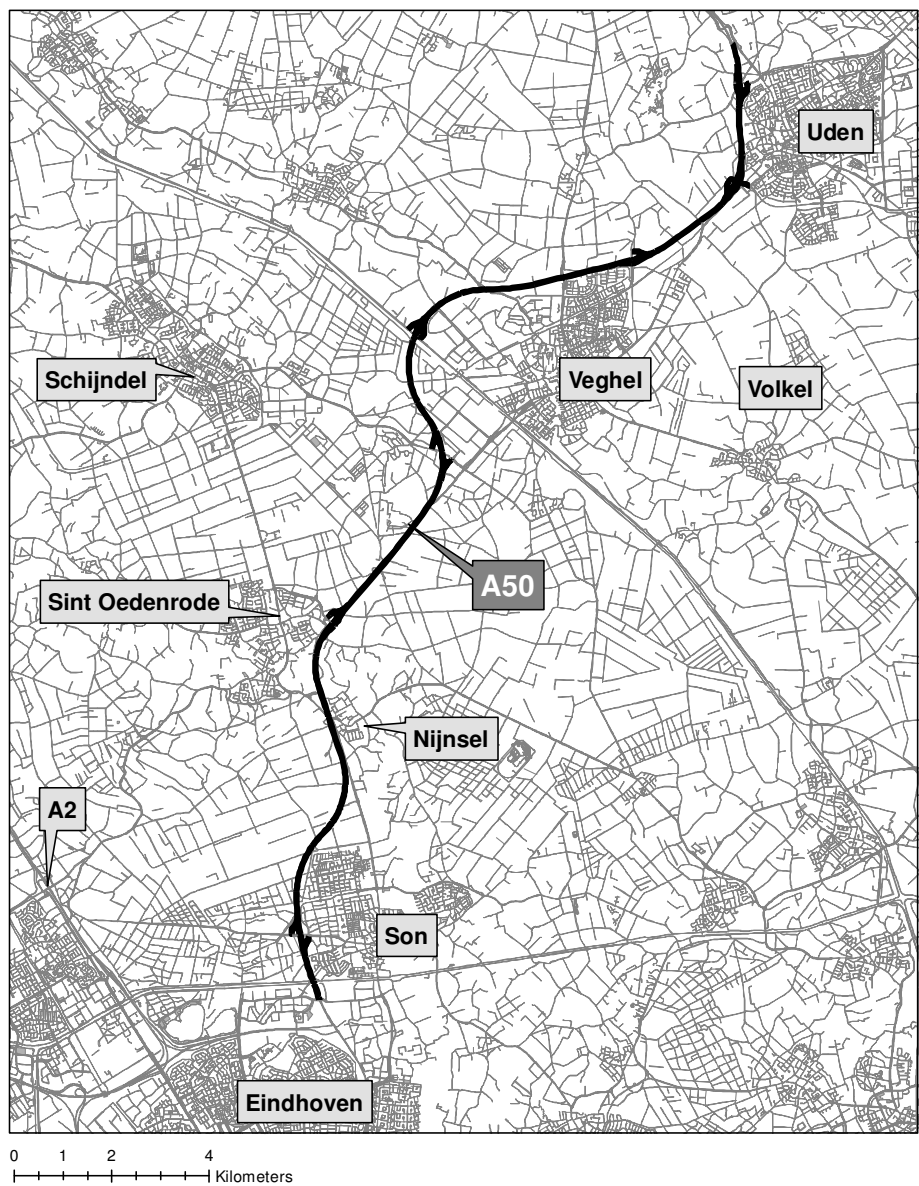 Uden
Schijndel
Veghel
Volkel
A50
Sint Oedenrode
Nijnsel
A2
Son
Eindhoven
0 1 2 4
Kilometers